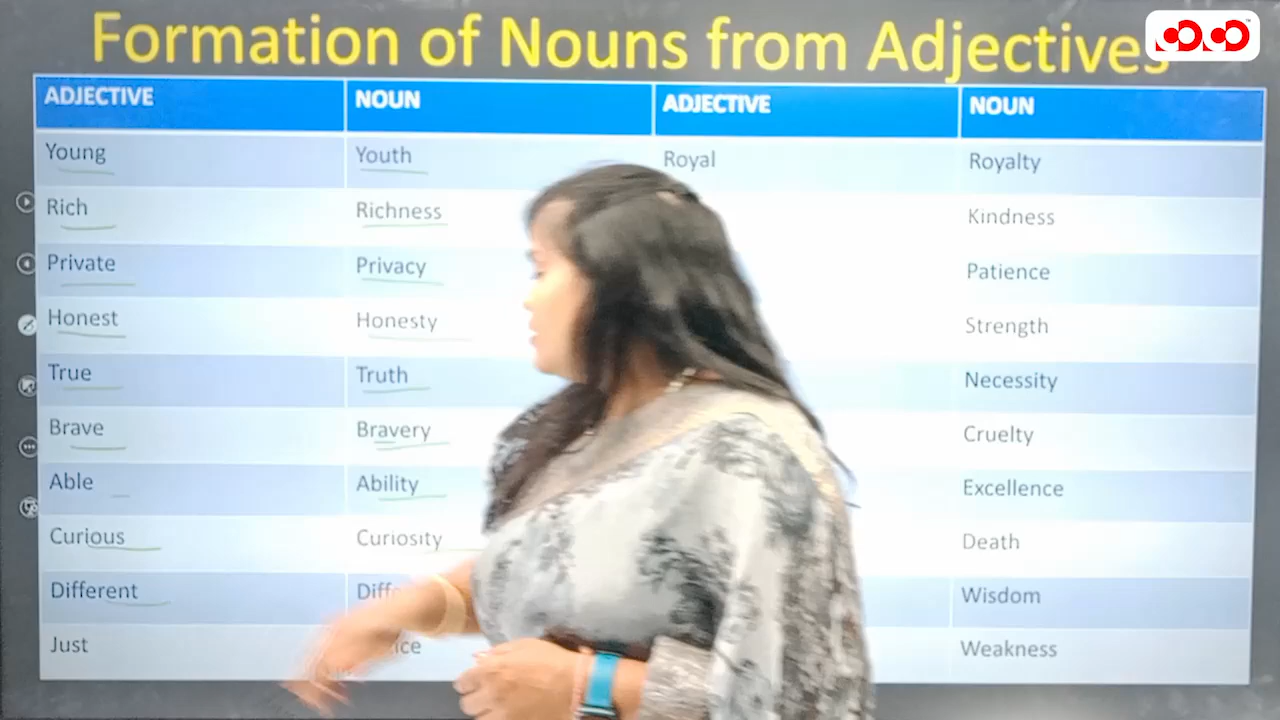 Formation of Nouns from Adjectives
ADJECTIVE NOUN ADJECTIVE NOUN
Young Youth Royal Royalty
Rich Richness Kindness
Private Privacy Patience
Honest Honesty Strength
True Truth Necessity
Brave Bravery Cruelty
Able Ability Excellence
Curious Curiosity Death
Different Wisdom
Just Weakness